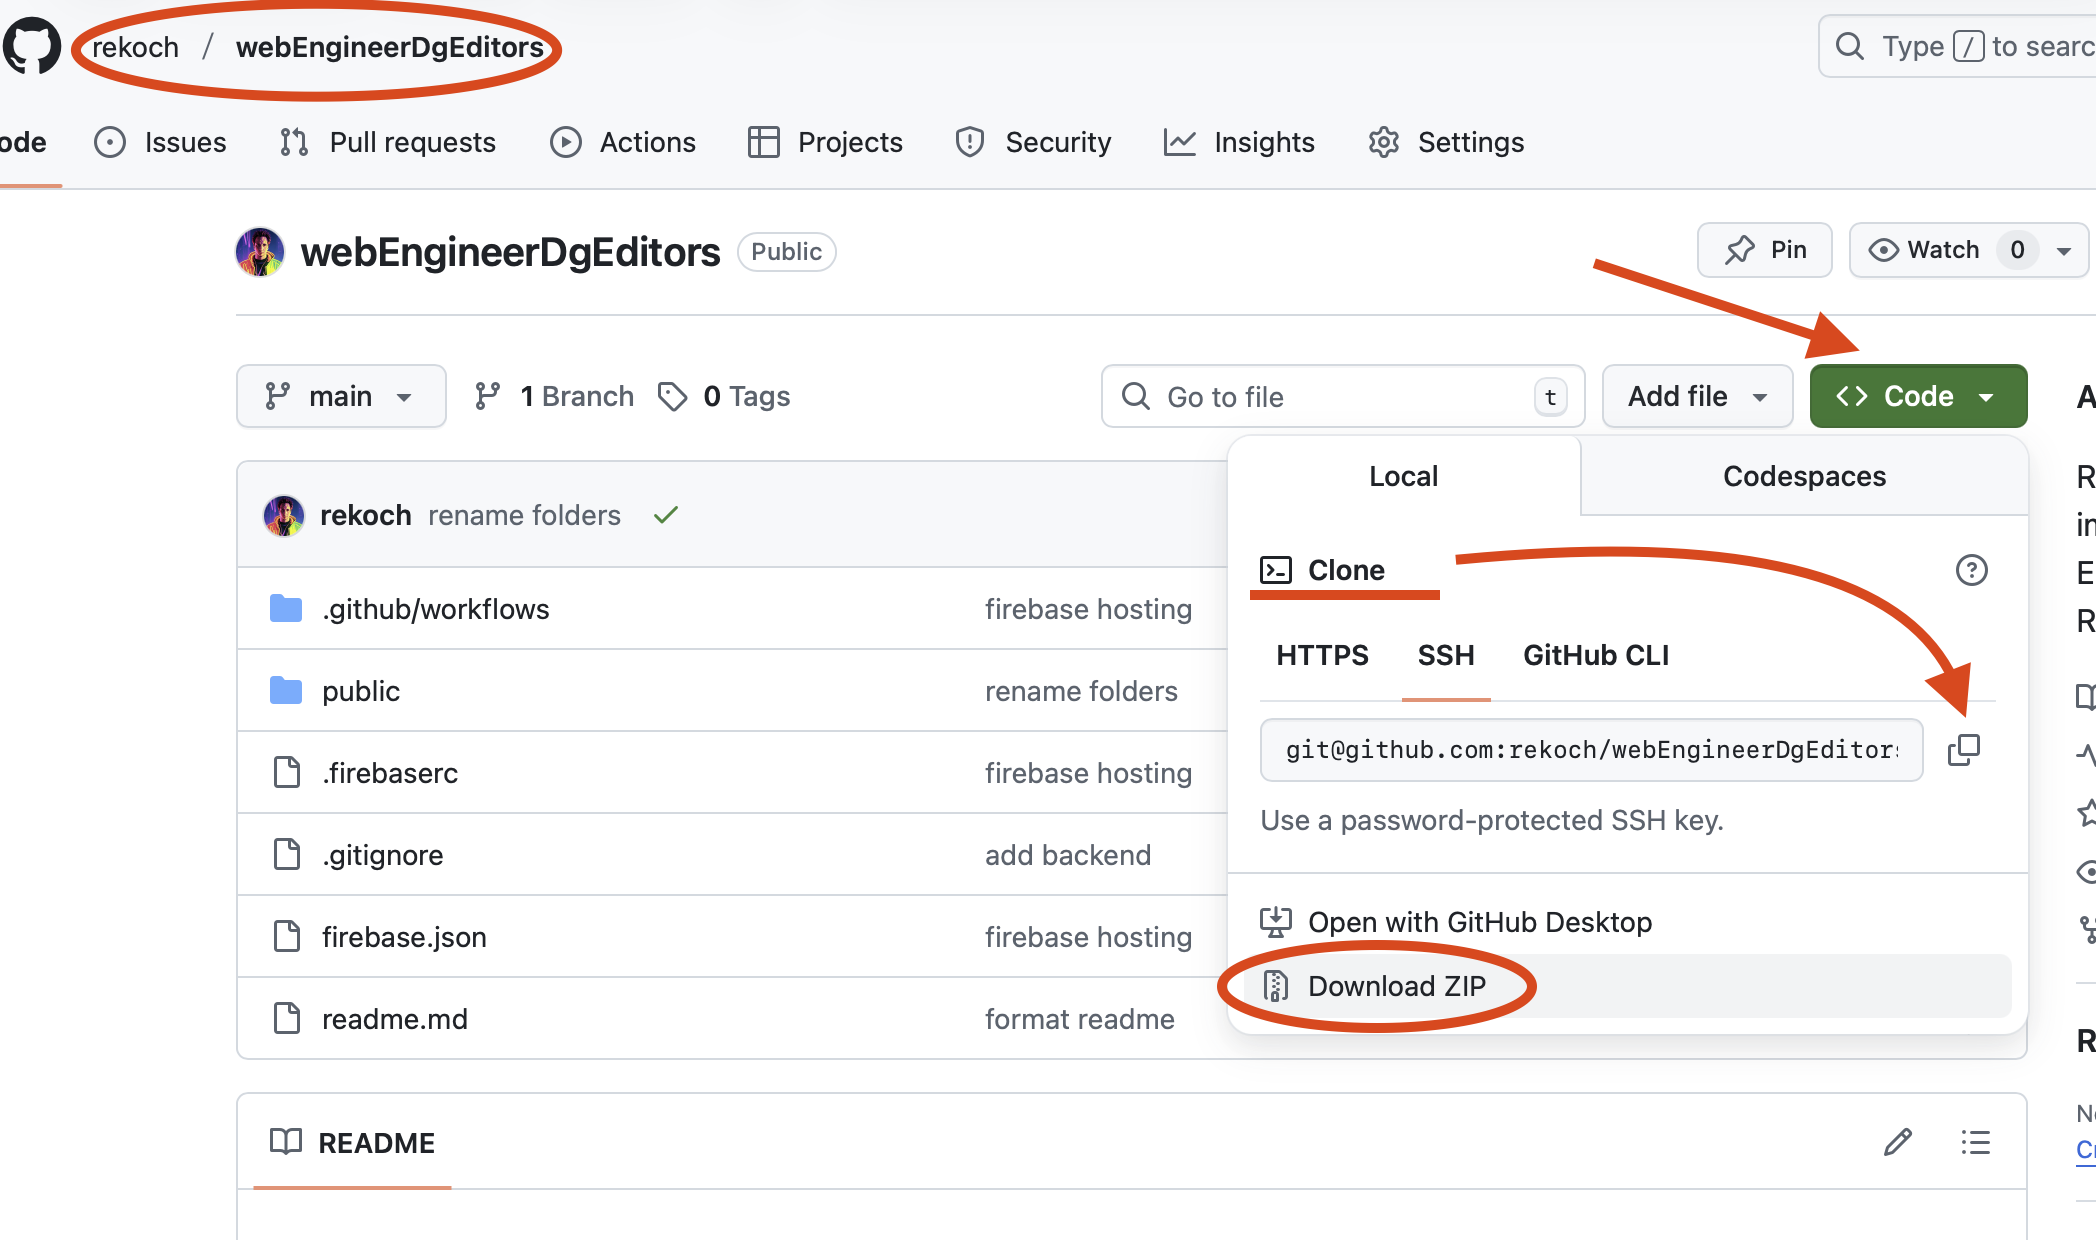 rekoch / webEngineerDgEditors
Type / to searc
ode Issues Pull requests Actions Projects Security Insights Settings
webEngineerDgEditors Public
Pin
Watch 0
main
1 Branch
0 Tags
Go to file t
Add file
Code
Local Codespaces
rekoch rename folders
Clone
.github/workflows firebase hosting
HTTPS SSH GitHub CLI
public rename folders
git@github.com:rekoch/webEngineerDgEditors
.firebaserc firebase hosting
Use a password-protected SSH key.
.gitignore add backend
Open with GitHub Desktop
firebase.json firebase hosting
Download ZIP
readme.md format readme
README